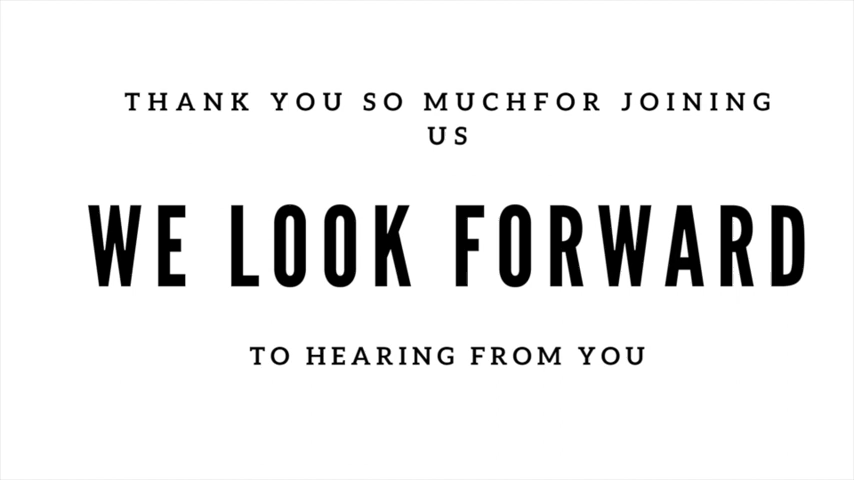 THANK YOU SO MUCHFOR JOINING
US
WE LOOK FORWARD
TO HEARING FROM YOU